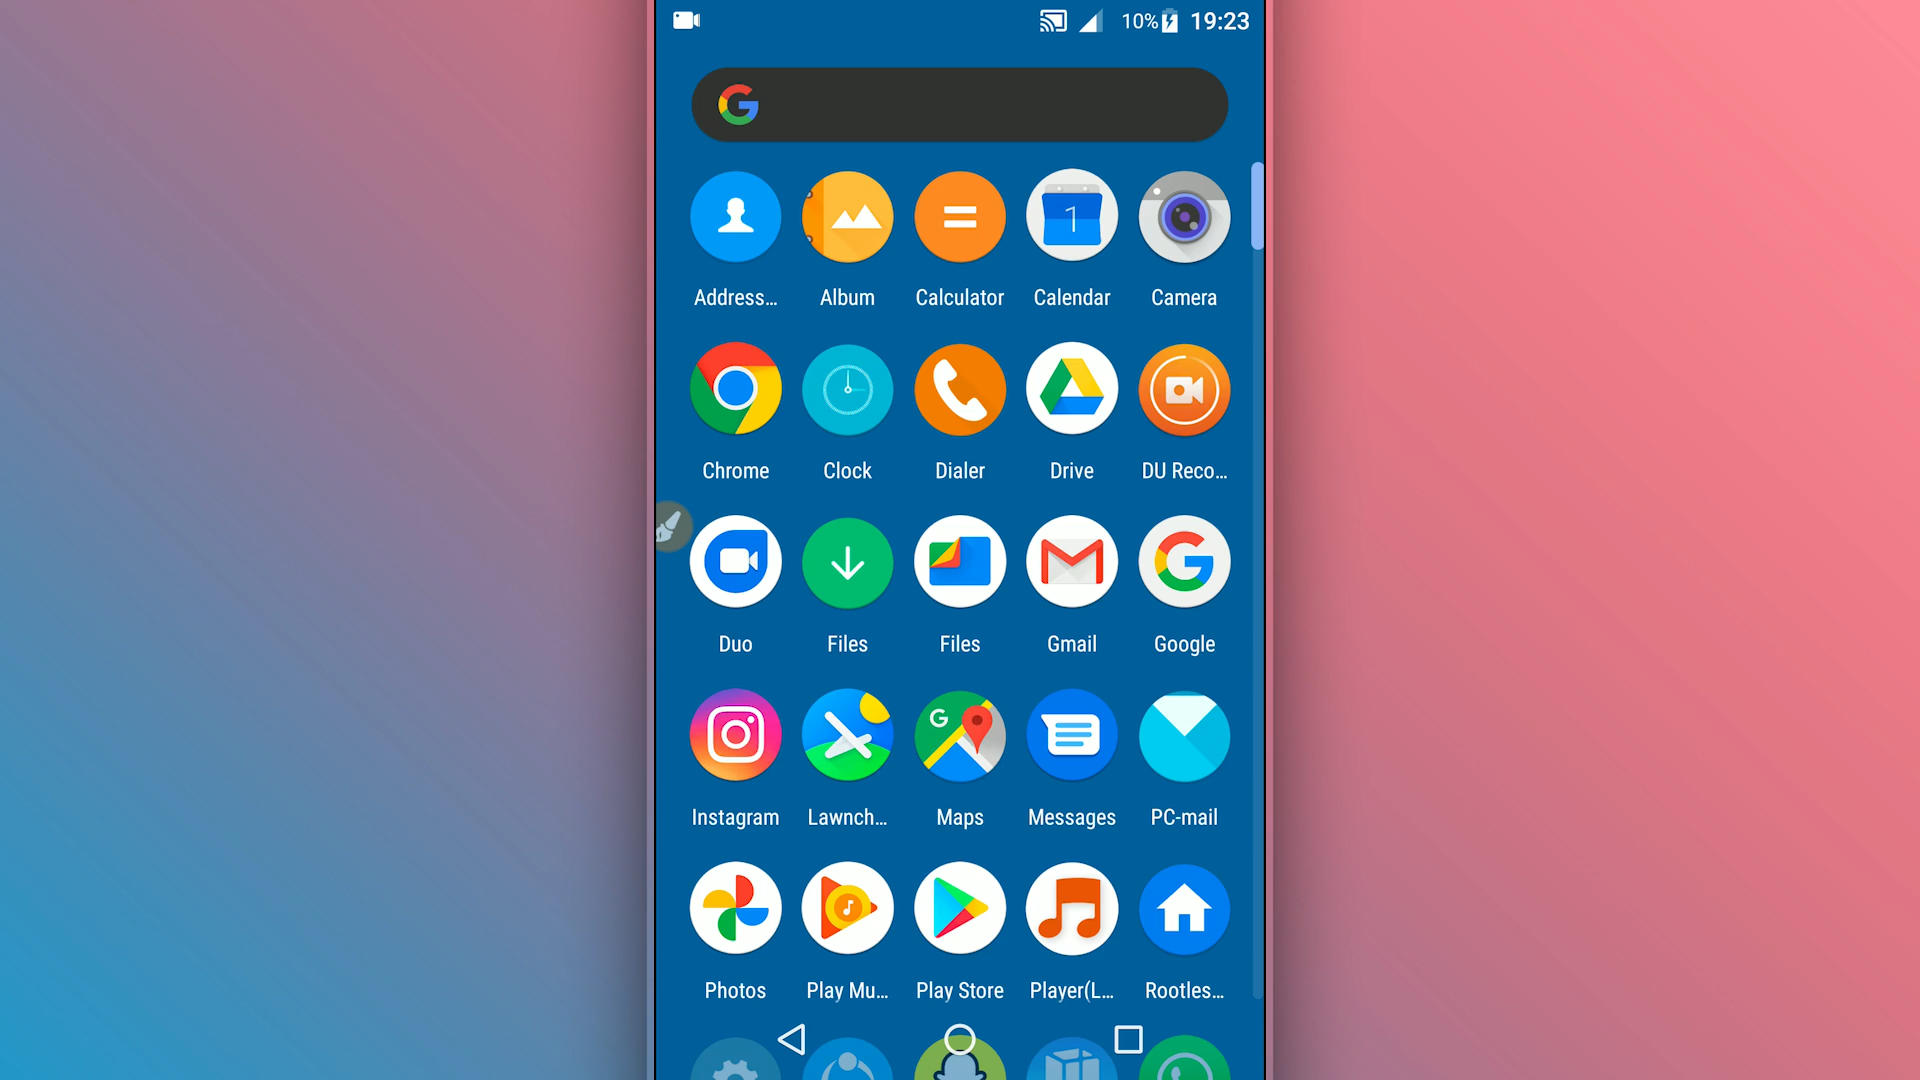 10% 19:23
G
Address... Album Calculator Calendar Camera
1
Chrome Clock Dialer Drive DU Reco...
Duo Files Files Gmail Google
G
Instagram Lawnch... Maps Messages PC-mail
Photos Play Mu... Play Store Player(L... Rootles...